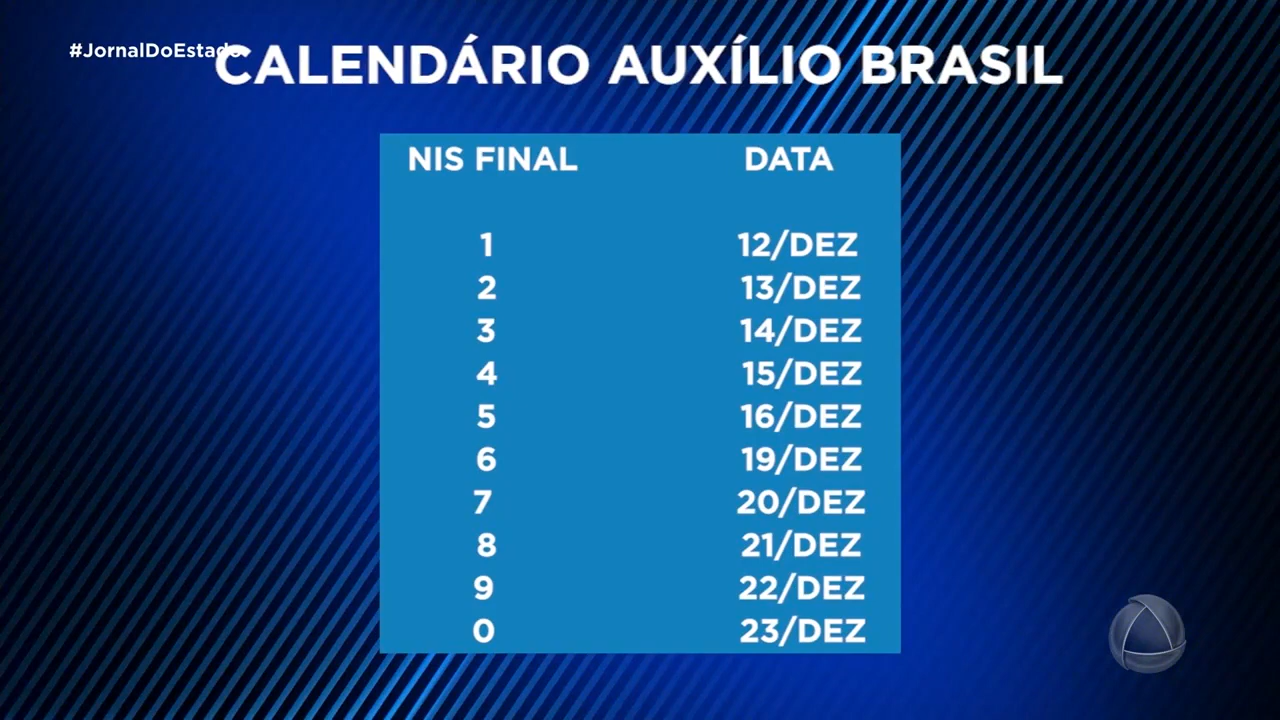 #JornalDoEstado
CALENDÁRIO AUXÍLIO BRASIL
NIS FINAL DATA
1 12/DEZ
2 13/DEZ
3 14/DEZ
4 15/DEZ
5 16/DEZ
6 19/DEZ
7 20/DEZ
8 21/DEZ
9 22/DEZ
0 23/DEZ